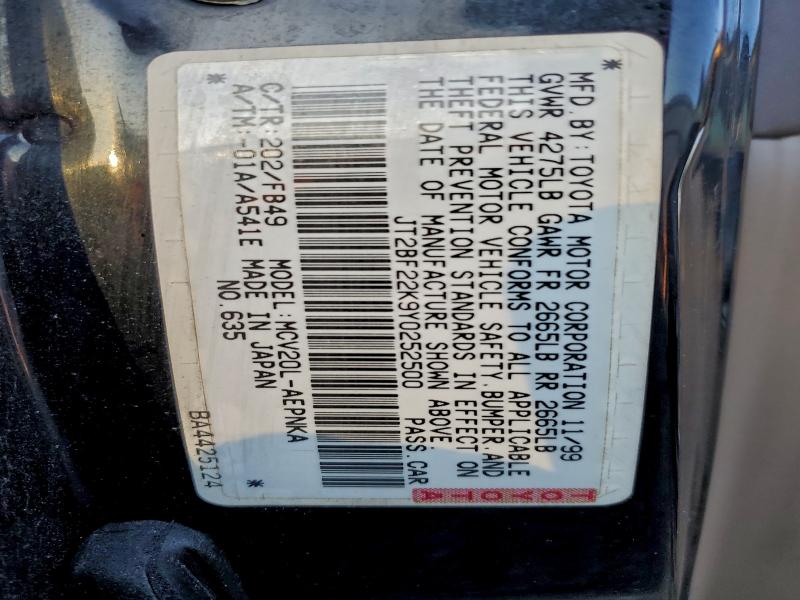 MFD. BY: TOYOTA MOTOR CORPORATION 11/99
GVWR 4275LB GAWR FR 2665LB RR 2665LB
THIS VEHICLE CONFORMS TO ALL APPLICABLE
FEDERAL MOTOR VEHICLE SAFETY, BUMPER, AND
THEFT PREVENTION STANDARDS IN EFFECT ON
THE DATE OF MANUFACTURE SHOWN ABOVE.
JT2BF22K9Y0252500 PASS. CAR
C/TR: 202/FB49 MODEL: MCV20L-AEPNKA
A/TM: -01A/A541E MADE IN JAPAN
NO. 635
BA4425124
TOYOTA